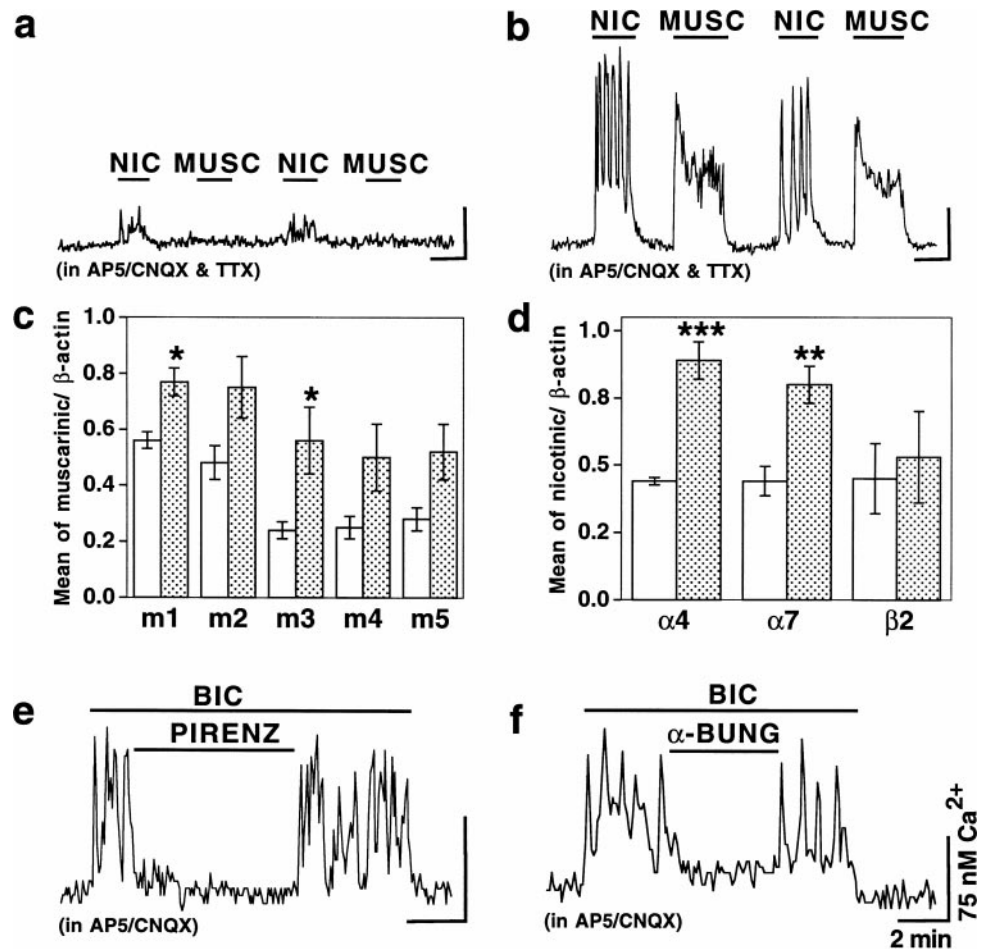 a
NIC MUSC NIC MUSC
(in AP5/CNQX & TTX)
b
NIC MUSC NIC MUSC
(in AP5/CNQX & TTX)
c
Mean of muscarinic/ β-actin
1.0
0.8
0.6
0.4
0.2
0.0
* *
m1 m2 m3 m4 m5
d
Mean of nicotinic/ β-actin
1.0
0.8
0.5
0.2
0.0
*** **
α4 α7 β2
e
BIC
PIRENZ
(in AP5/CNQX)
f
BIC
α-BUNG
(in AP5/CNQX)
75 nM Ca²⁺
2 min